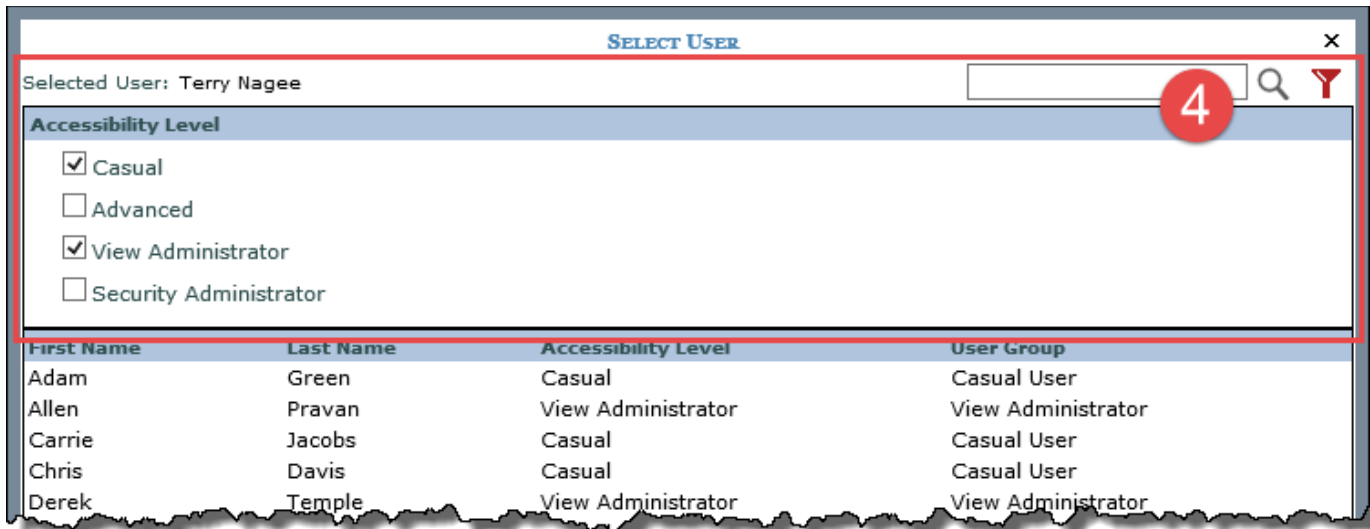 SELECT USER
Selected User: Terry Nagee
4
Accessibility Level
Casual
Advanced
View Administrator
Security Administrator
First Name Last Name Accessibility Level User Group
Adam Green Casual Casual User
Allen Pravan View Administrator View Administrator
Carrie Jacobs Casual Casual User
Chris Davis Casual Casual User
Derek Temple View Administrator View Administrator